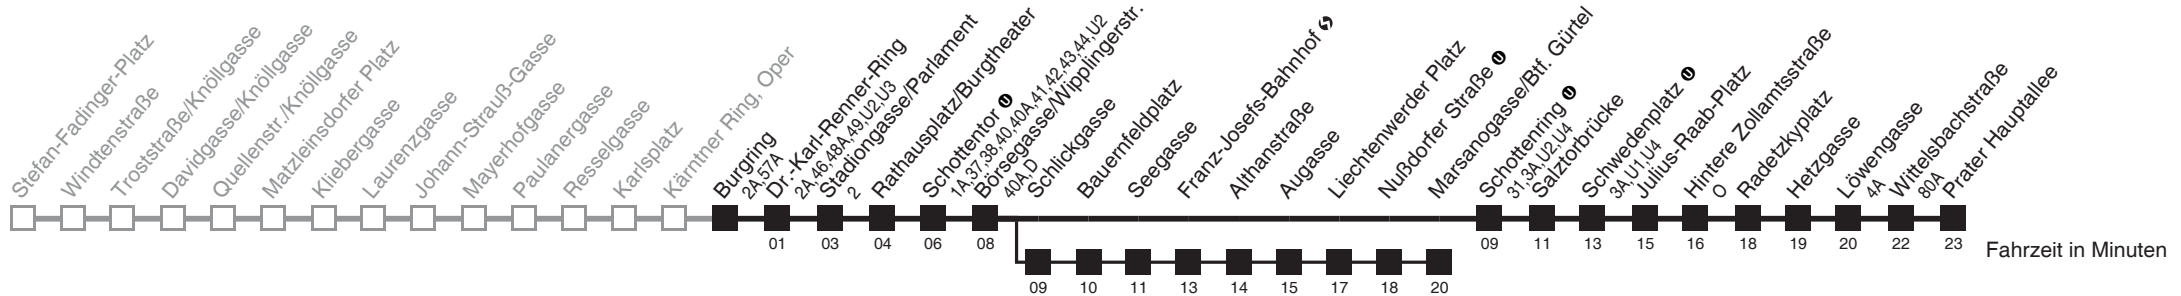 Stefan-Fadinger-Platz
Windtenstraße
Troststraße/Knöllgasse
Davidgasse/Knöllgasse
Quellenstr./Knöllgasse
Matzleinsdorfer Platz
Kliebergasse
Laurenzgasse
Johann-Strauß-Gasse
Mayerhofgasse
Paulanergasse
Resselgasse
Karlsplatz
Kärntner Ring, Oper
Burgring
2A,57A
Dr.-Karl-Renner-Ring
2A,46,48A,49,U2,U3
Stadiongasse/Parlament
2
Rathausplatz/Burgtheater
Schottentor U
1A,37,38,40,40A,41,42,43,44,U2
Börsegasse/Wipplingerstr.
40A,D
Schlickgasse
Bauernfeldplatz
Seegasse
Franz-Josefs-Bahnhof
Althanstraße
Augasse
Liechtenwerder Platz
Nußdorfer Straße U
Marsanogasse/Btf. Gürtel
Schottenring U
31,3A,U2,U4
Salztorbrücke
Schwedenplatz U
3A,U1,U4
Julius-Raab-Platz
Hintere Zollamtsstraße
O
Radetzkyplatz
Hetzgasse
Löwengasse
4A
Wittelsbachstraße
80A
Prater Hauptallee
01 03 04 06 08 09 11 13 15 16 18 19 20 22 23
Fahrzeit in Minuten
09 10 11 13 14 15 17 18 20